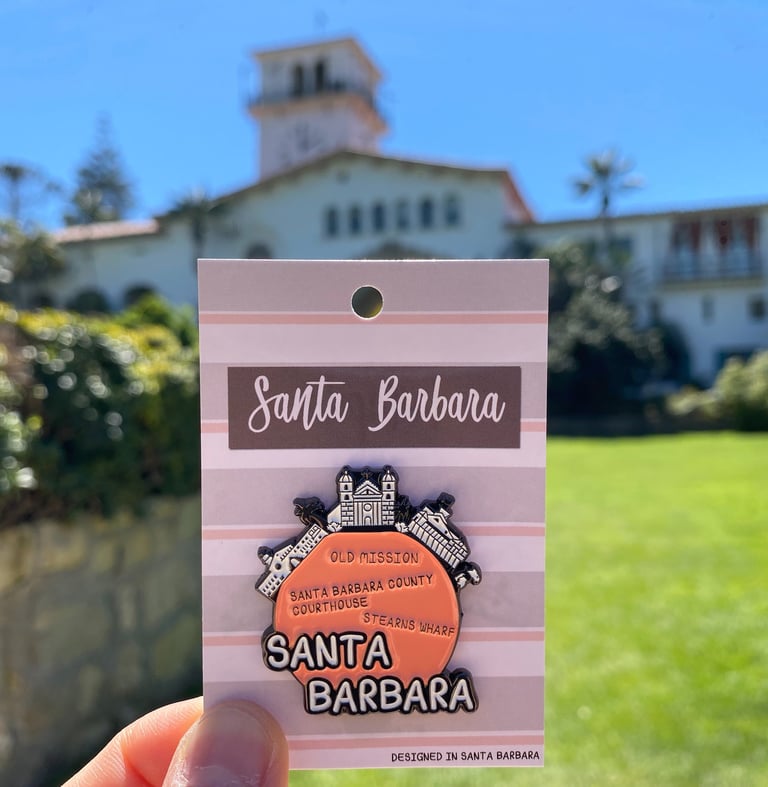 Santa Barbara
OLD MISSION
SANTA BARBARA COUNTY
COURTHOUSE
STEARNS WHARF
SANTA
BARBARA
DESIGNED IN SANTA BARBARA